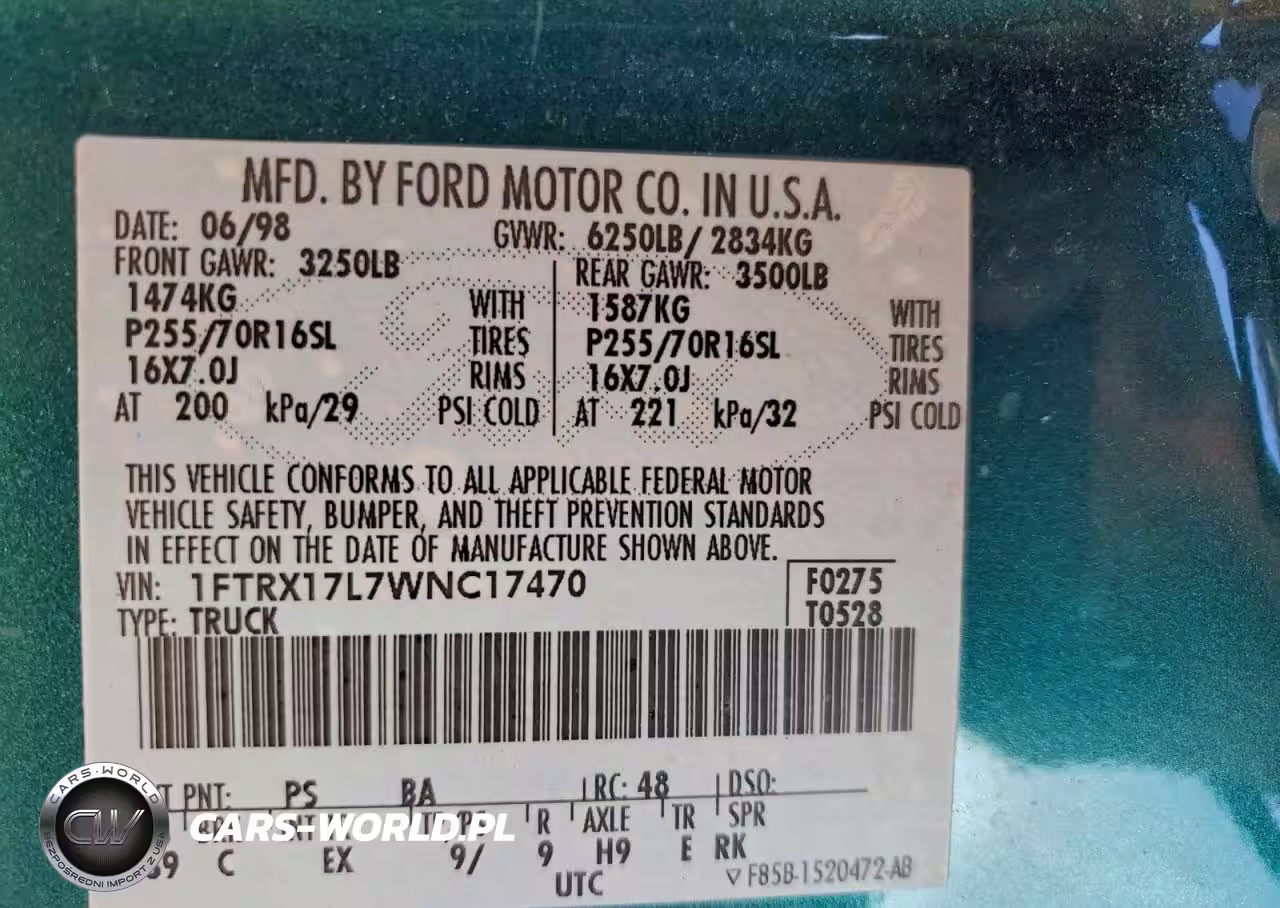 MFD. BY FORD MOTOR CO. IN U.S.A.
DATE: 06/98 GVWR: 6250LB/ 2834KG
FRONT GAWR: 3250LB REAR GAWR: 3500LB
1474KG WITH 1587KG WITH
P255/70R16SL TIRES P255/70R16SL TIRES
16X7.0J RIMS 16X7.0J RIMS
AT 200 kPa/29 PSI COLD AT 221 kPa/32 PSI COLD
THIS VEHICLE CONFORMS TO ALL APPLICABLE FEDERAL MOTOR
VEHICLE SAFETY, BUMPER, AND THEFT PREVENTION STANDARDS
IN EFFECT ON THE DATE OF MANUFACTURE SHOWN ABOVE.
VIN: 1FTRX17L7WNC17470 F0275
TYPE: TRUCK T0528
PNT: PS BA RC: 48 DSO:
R AXLE TR SPR
9 C EX 9/ 9 H9 E RK
UTC F85B-1520472-AB
CARS-WORLD
CW
BEZPOŚREDNI IMPORT Z USA
CARS-WORLD.PL